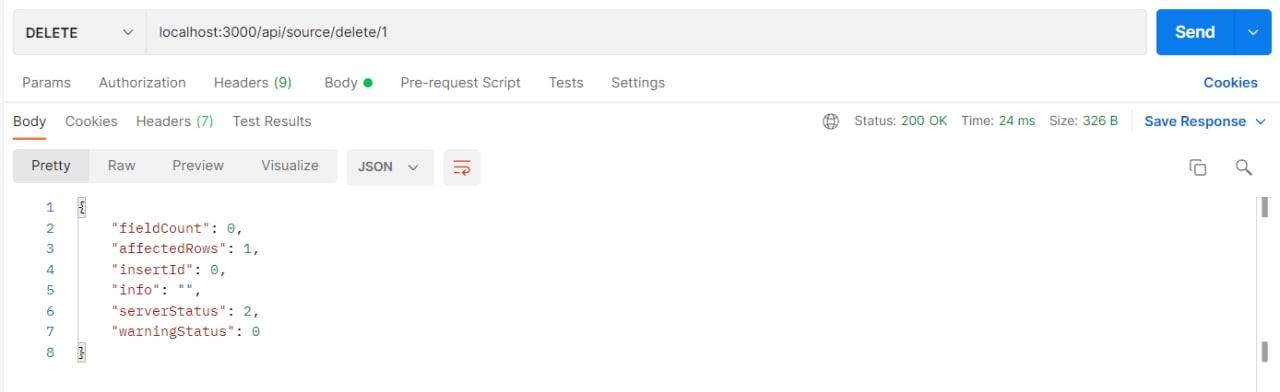 DELETE localhost:3000/api/source/delete/1 Send
Params Authorization Headers (9) Body Pre-request Script Tests Settings Cookies
Body Cookies Headers (7) Test Results Status: 200 OK Time: 24 ms Size: 326 B Save Response
Pretty Raw Preview Visualize JSON
1 {
2 "fieldCount": 0,
3 "affectedRows": 1,
4 "insertId": 0,
5 "info": "",
6 "serverStatus": 2,
7 "warningStatus": 0
8 }